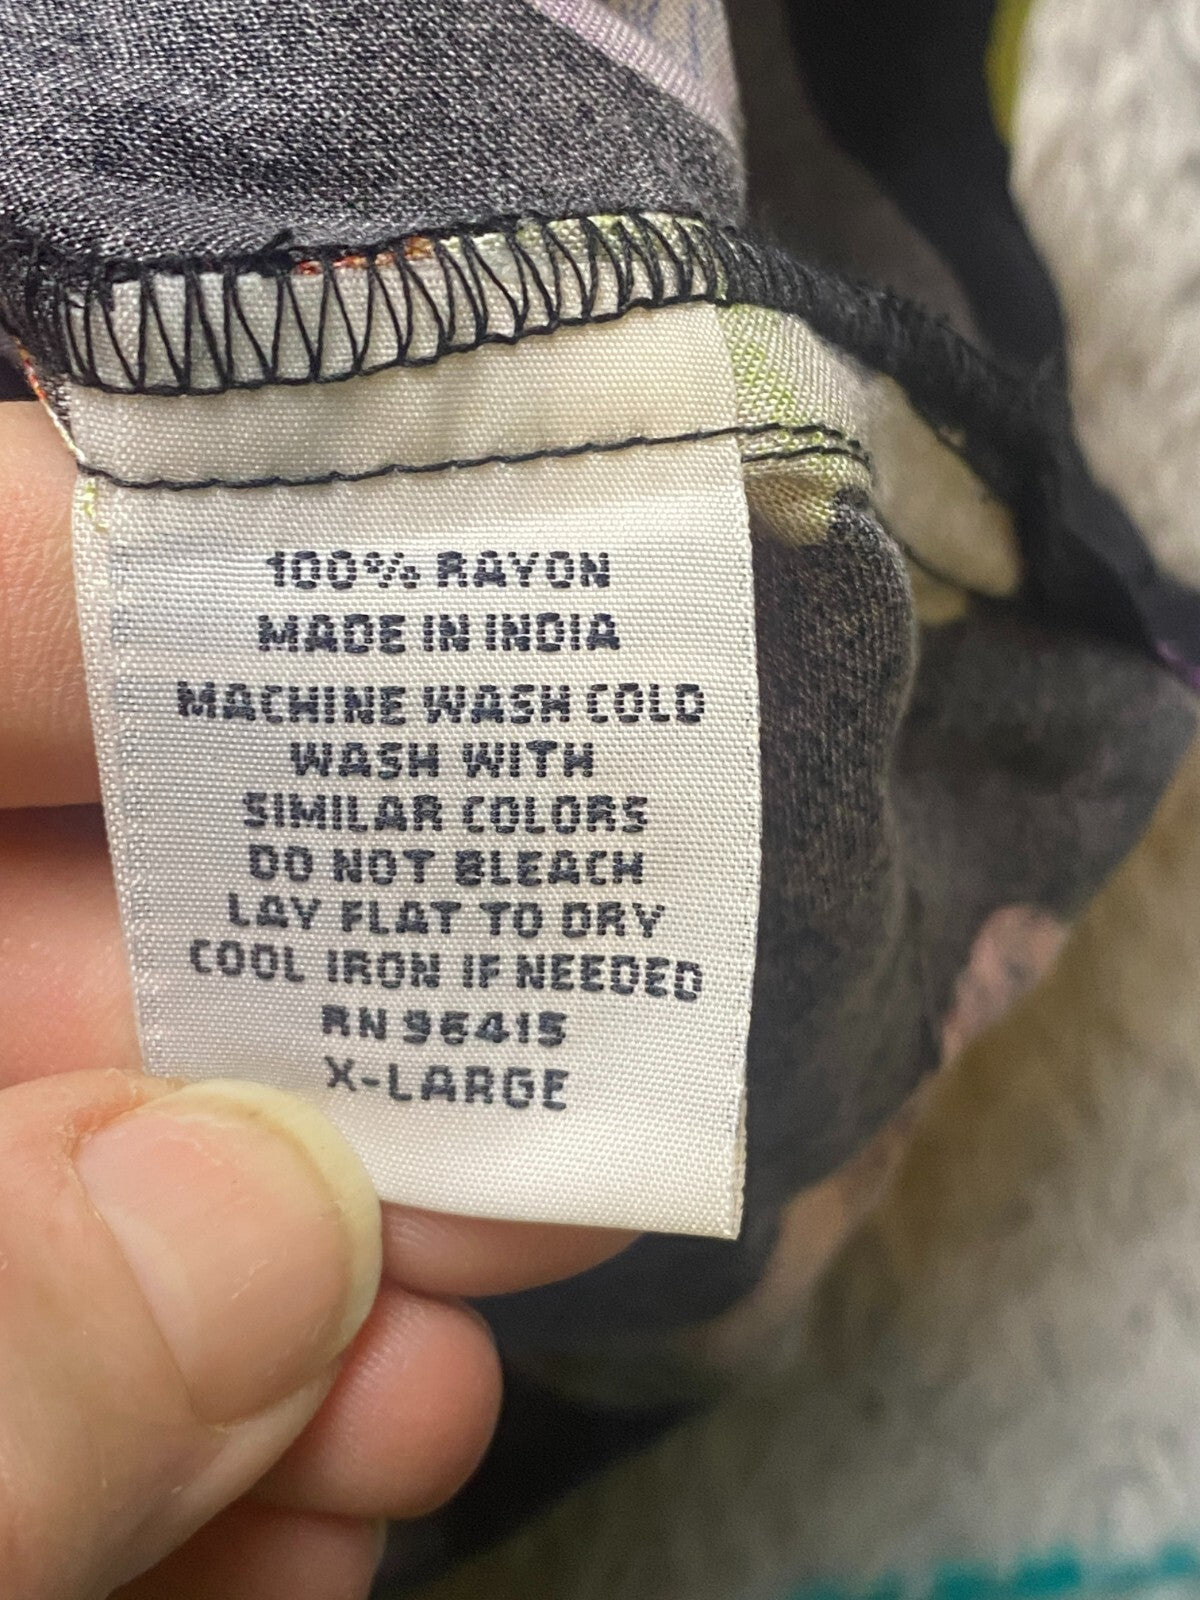 100% RAYON
MADE IN INDIA
MACHINE WASH COLD
WASH WITH
SIMILAR COLORS
DO NOT BLEACH
LAY FLAT TO DRY
COOL IRON IF NEEDED
RN 96415
X-LARGE